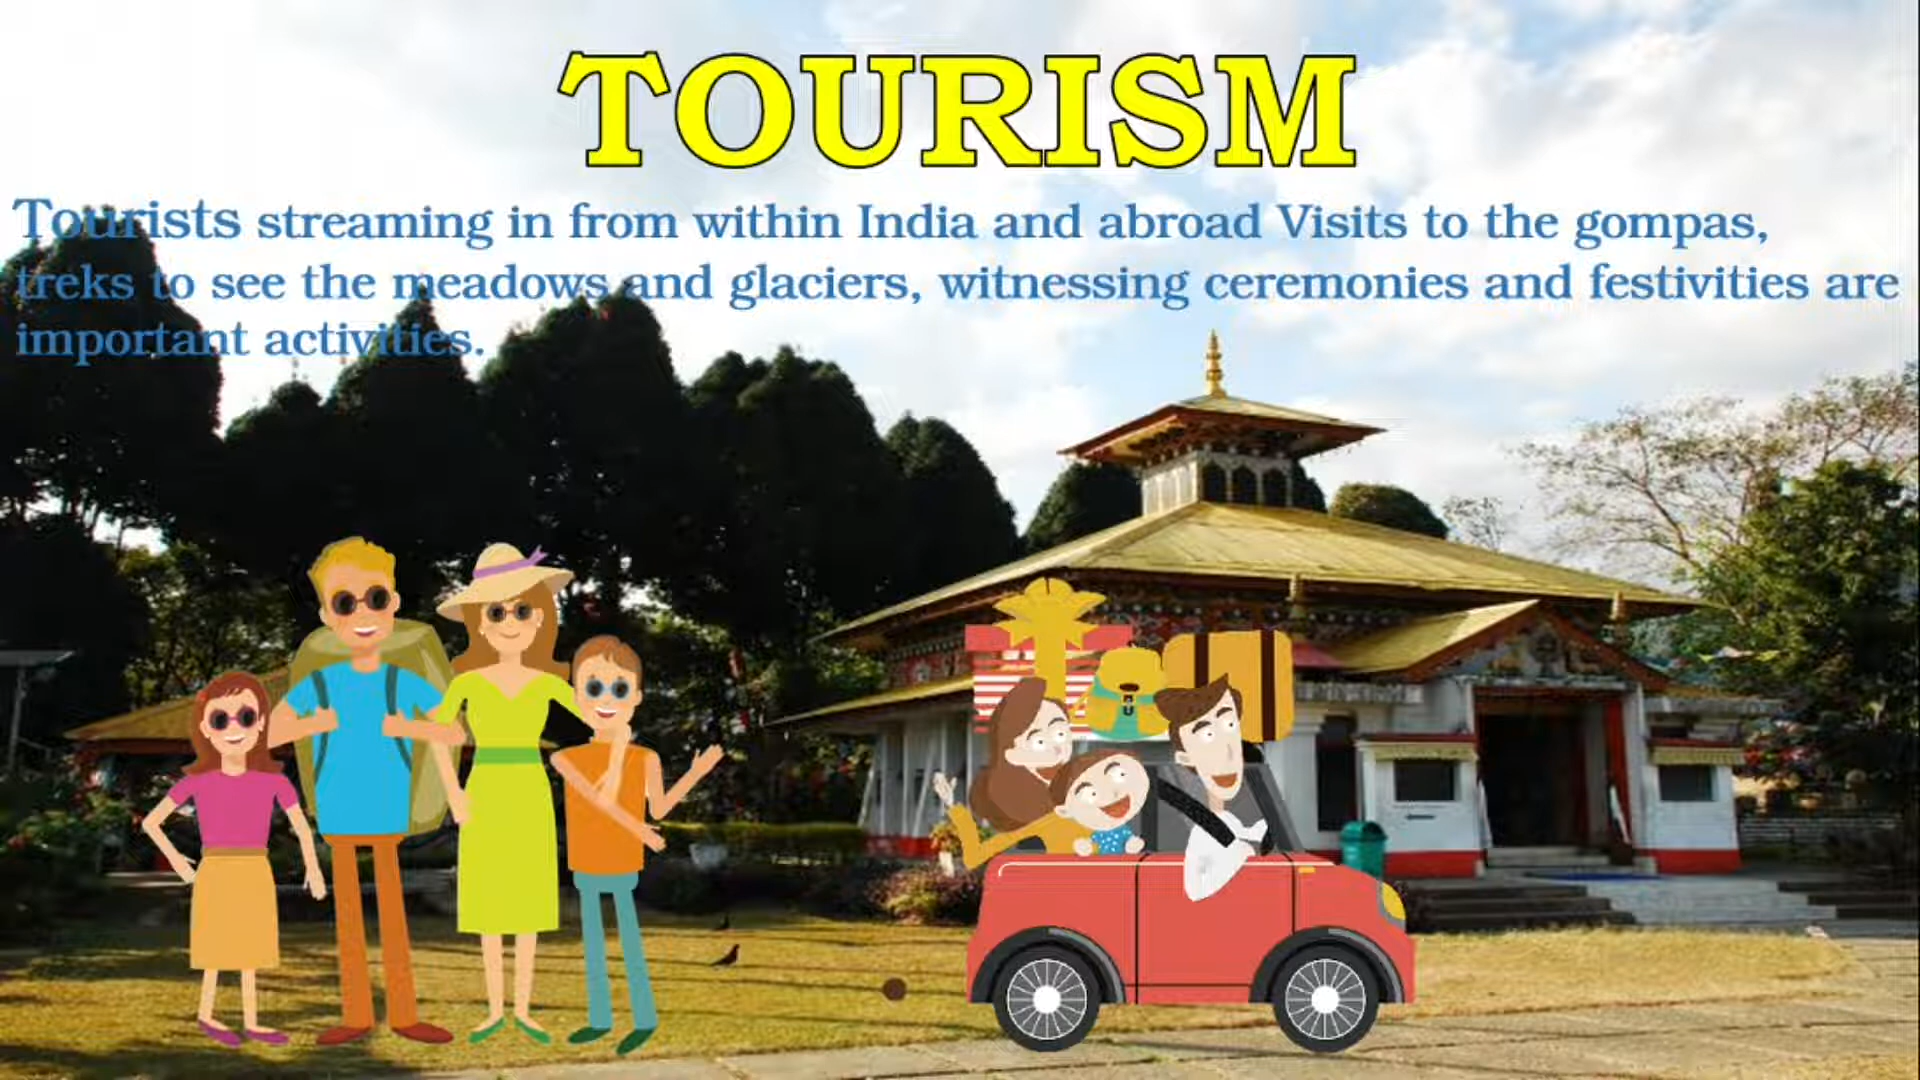 TOURISM
Tourists streaming in from within India and abroad Visits to the gompas,
treks to see the meadows and glaciers, witnessing ceremonies and festivities are
important activities.